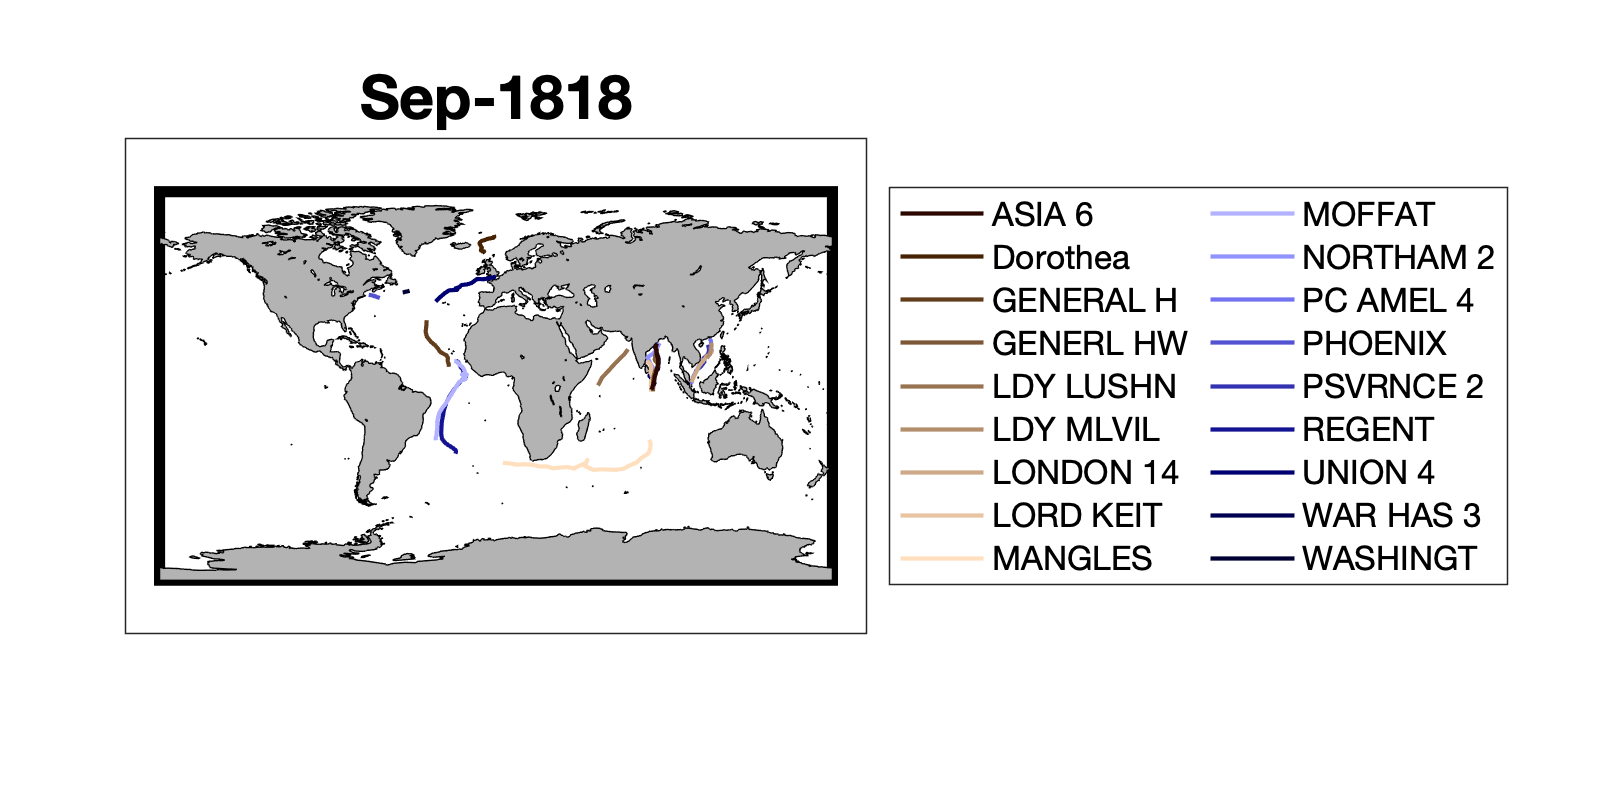 Sep-1818
ASIA 6
Dorothea
GENERAL H
GENERL HW
LDY LUSHN
LDY MLVIL
LONDON 14
LORD KEIT
MANGLES
MOFFAT
NORTHAM 2
PC AMEL 4
PHOENIX
PSVRNCE 2
REGENT
UNION 4
WAR HAS 3
WASHINGT